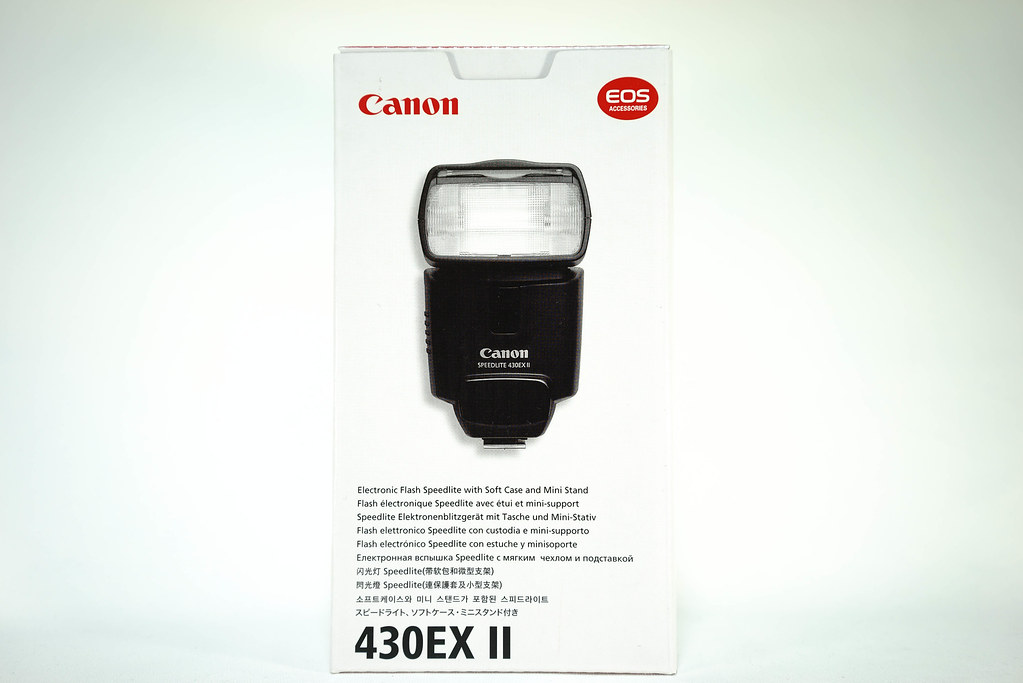 Canon
EOS
ACCESSORIES
Canon
SPEEDLITE 430EX II
Electronic Flash Speedlite with Soft Case and Mini Stand
Flash électronique Speedlite avec étui et mini-support
Speedlite Elektronenblitzgerät mit Tasche und Mini-Stativ
Flash elettronico Speedlite con custodia e mini-supporto
Flash electrónico Speedlite con estuche y minisoporte
Електронная вспышка Speedlite с мягким чехлом и подставкой
闪光灯 Speedlite(带软包和微型支架)
閃光燈 Speedlite(連保護套及小型支架)
소프트케이스와 미니 스탠드가 포함된 스피드라이트
スピードライト、ソフトケース・ミニスタンド付き
430EX II